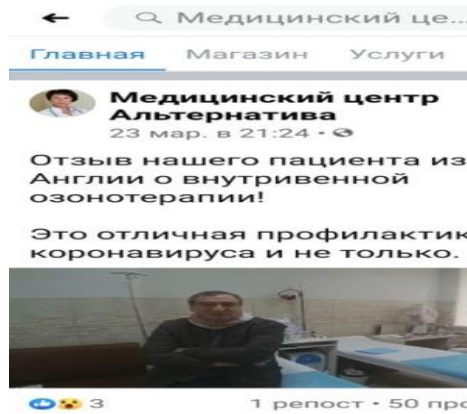 Медицинский це...
Главная Магазин Услуги
Медицинский центр
Альтернатива
23 мар. в 21:24 •
Отзыв нашего пациента из
Англии о внутривенной
озонотерапии!
Это отличная профилактик
коронавируса и не только.
3 1 репост • 50 про